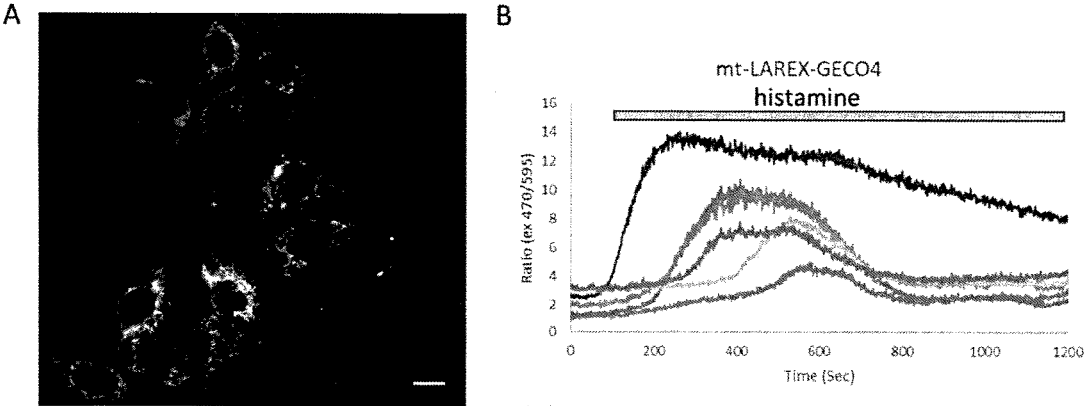 A
B
mt-LAREX-GECO4
histamine
Ratio (ex 470/595)
16
14
12
10
8
6
4
2
0
0 200 400 600 800 1000 1200
Time (Sec)